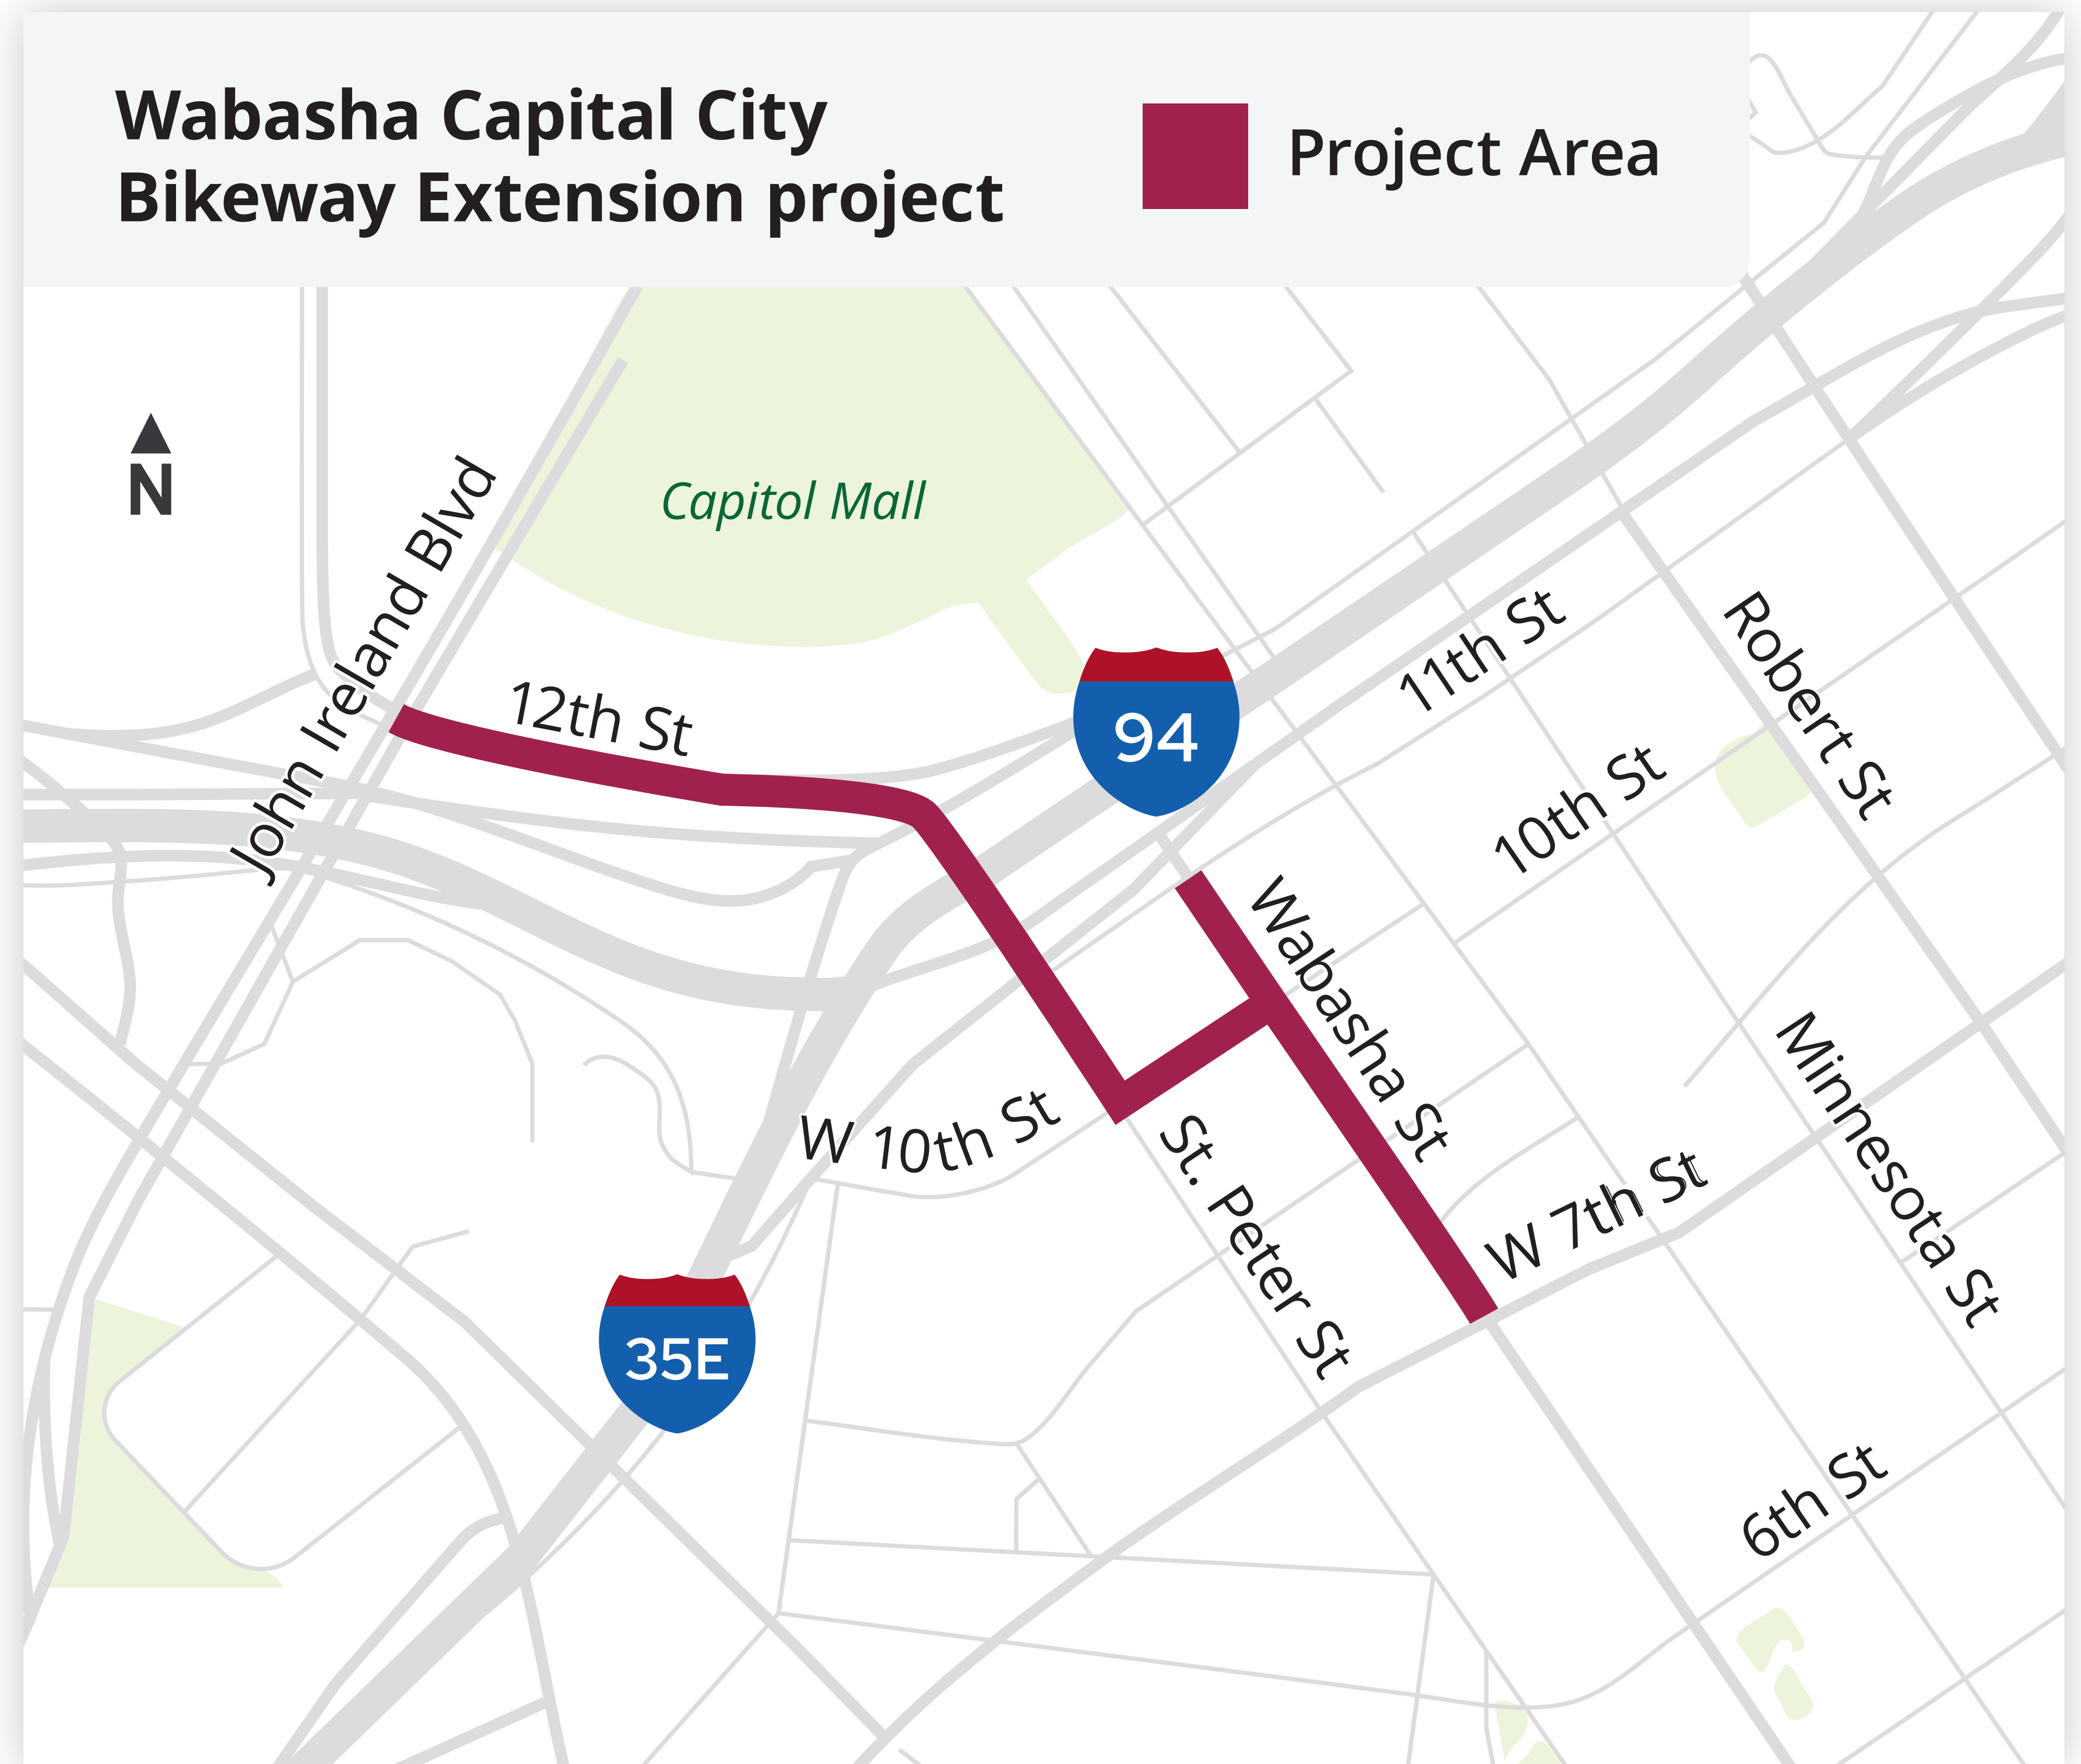 Wabasha Capital City
Bikeway Extension project
Project Area
N
Capitol Mall
John Ireland Blvd
12th St
94
11th St
Robert St
10th St
Wabasha St
W 10th St
St. Peter St
W 7th St
Minnesota St
35E
6th St